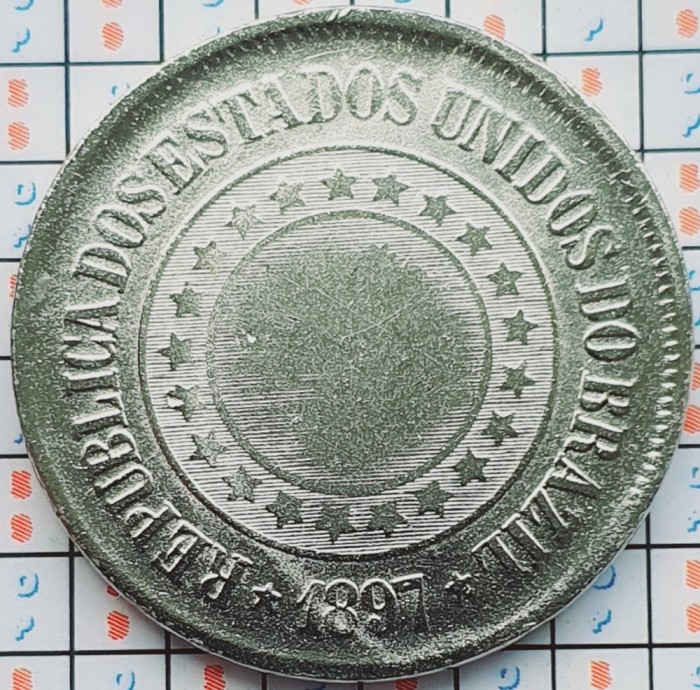 REPUBLICA DOS ESTADOS UNIDOS DO BRAZIL
1897